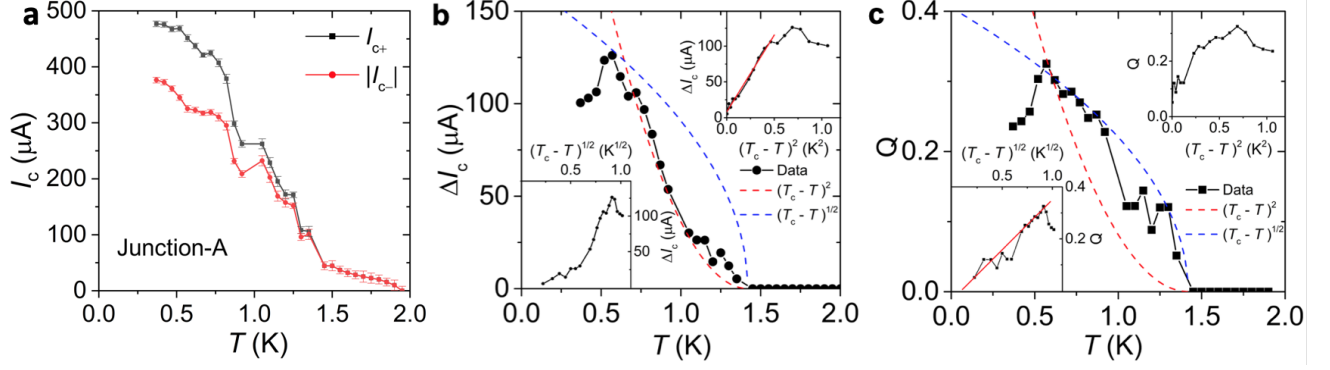 a
I_c+
|I_c−|
Junction-A
I_c (μA)
500
400
300
200
100
0
0.0 0.5 1.0 1.5 2.0
T (K)
b
ΔI_c (μA)
150
100
50
0
0.0 0.5 1.0 1.5 2.0
T (K)
ΔI_c (μA)
100
50
0
0.0 0.5 1.0
(T_c - T)^2 (K^2)
Data
(T_c - T)^2
(T_c - T)^1/2
(T_c - T)^1/2 (K^1/2)
0.5 1.0
100
50
ΔI_c (μA)
c
Q
0.4
0.2
0.0
0.0 0.5 1.0 1.5 2.0
T (K)
Q
0.2
0.0
0.0 0.5 1.0
(T_c - T)^2 (K^2)
Data
(T_c - T)^2
(T_c - T)^1/2
(T_c - T)^1/2 (K^1/2)
0.5 1.0
0.4
0.2
Q